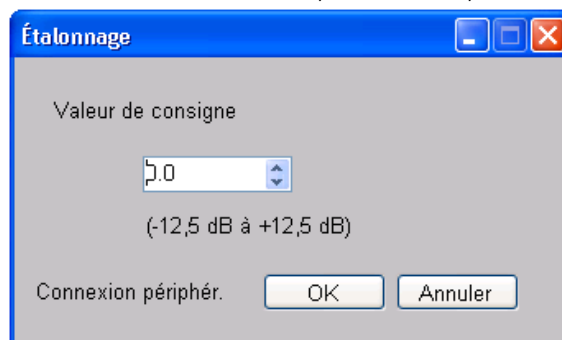 Étalonnage
Valeur de consigne
0.0
(-12,5 dB à +12,5 dB)
Connexion périphér.
OK
Annuler